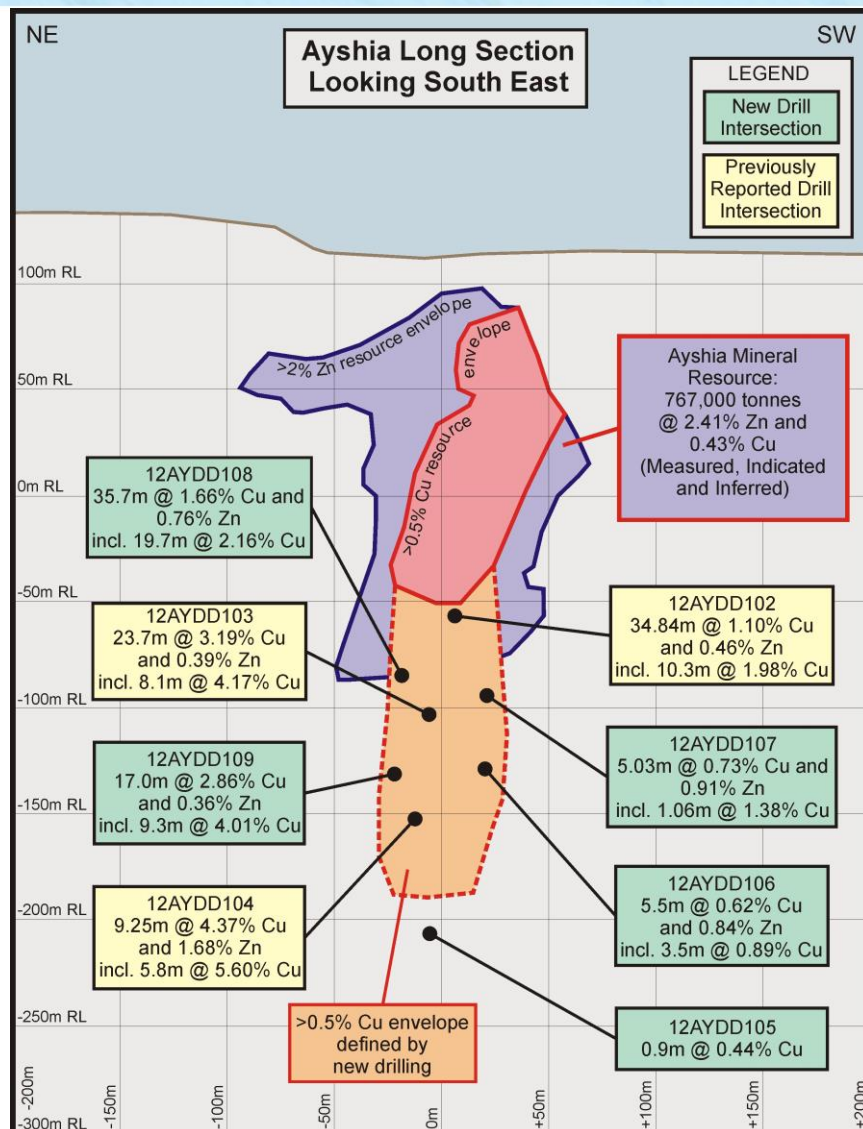 NE
SW
Ayshia Long Section
Looking South East
LEGEND
New Drill
Intersection
Previously
Reported Drill
Intersection
100m RL
50m RL
0m RL
-50m RL
-100m RL
-150m RL
-200m RL
-250m RL
-300m RL
>2% Zn resource envelope
>0.5% Cu resource
envelope
Ayshia Mineral
Resource:
767,000 tonnes
@ 2.41% Zn and
0.43% Cu
(Measured, Indicated
and Inferred)
12AYDD108
35.7m @ 1.66% Cu and
0.76% Zn
incl. 19.7m @ 2.16% Cu
12AYDD103
23.7m @ 3.19% Cu
and 0.39% Zn
incl. 8.1m @ 4.17% Cu
12AYDD109
17.0m @ 2.86% Cu
and 0.36% Zn
incl. 9.3m @ 4.01% Cu
12AYDD104
9.25m @ 4.37% Cu
and 1.68% Zn
incl. 5.8m @ 5.60% Cu
12AYDD102
34.84m @ 1.10% Cu
and 0.46% Zn
incl. 10.3m @ 1.98% Cu
12AYDD107
5.03m @ 0.73% Cu and
0.91% Zn
incl. 1.06m @ 1.38% Cu
12AYDD106
5.5m @ 0.62% Cu
and 0.84% Zn
incl. 3.5m @ 0.89% Cu
12AYDD105
0.9m @ 0.44% Cu
>0.5% Cu envelope
defined by
new drilling
-200m
-150m
-100m
-50m
0m
+50m
+100m
+150m
+200m